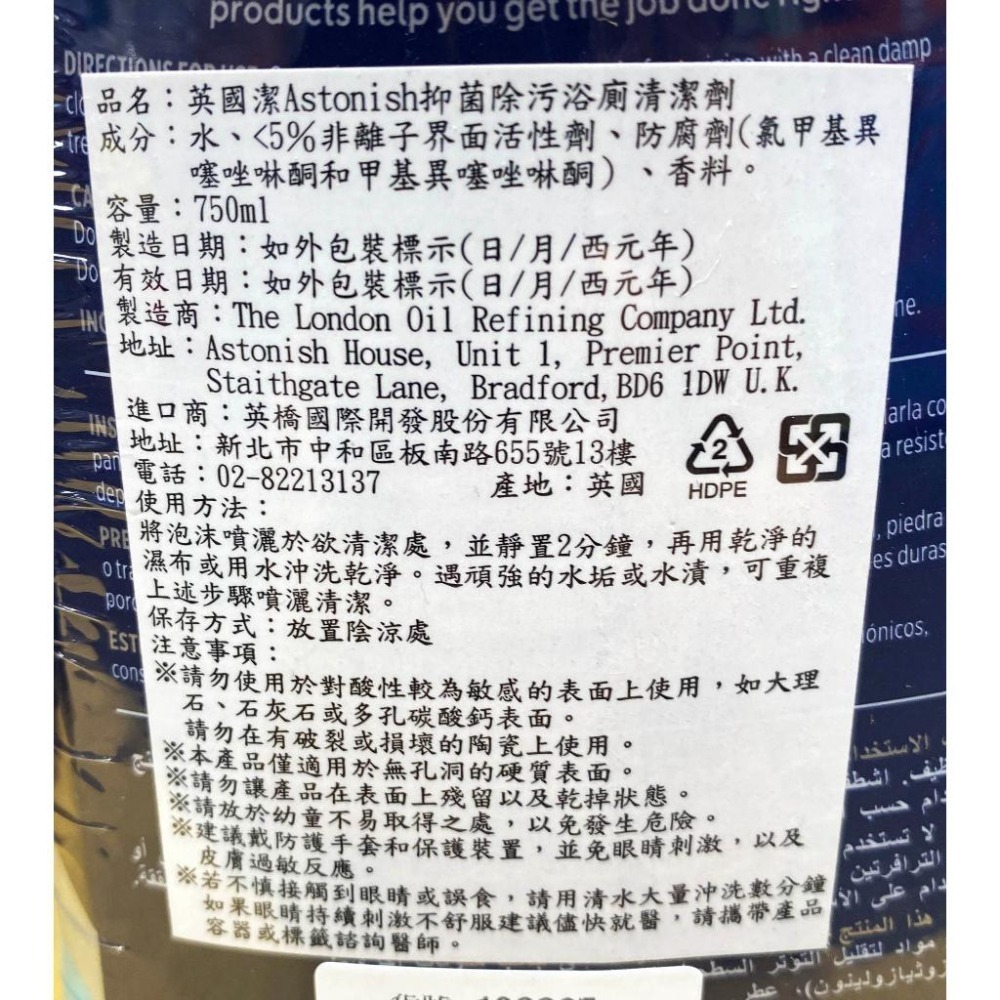 products help you get the job
DIRECTIONS FOR USE
with a clean damp
品名：英國潔Astonish抑菌除污浴廁清潔劑
成分：水、<5%非離子界面活性劑、防腐劑(氯甲基異
噻唑啉酮和甲基異噻唑啉酮)、香料。
容量：750ml
製造日期：如外包裝標示(日/月/西元年)
有效日期：如外包裝標示(日/月/西元年)
製造商：The London Oil Refining Company Ltd.
地址：Astonish House, Unit 1, Premier Point,
Staithgate Lane, Bradford, BD6 1DW U.K.
進口商：英橋國際開發股份有限公司
地址：新北市中和區板南路655號13樓
電話：02-82213137 產地：英國
2
HDPE
使用方法：
將泡沫噴灑於欲清潔處，並靜置2分鐘，再用乾淨的
濕布或用水沖洗乾淨。遇頑強的水垢或水漬，可重複
上述步驟噴灑清潔。
保存方式：放置陰涼處
注意事項：
※請勿使用於對酸性較為敏感的表面上使用，如大理
石、石灰石或多孔碳酸鈣表面。
請勿在有破裂或損壞的陶瓷上使用。
※本產品僅適用於無孔洞的硬質表面。
※請勿讓產品在表面上殘留以及乾掉狀態。
※請放於幼童不易取得之處，以免發生危險。
※建議戴防護手套和保護裝置，並免眼睛刺激，以及
皮膚過敏反應。
※若不慎接觸到眼睛或誤食，請用清水大量沖洗數分鐘
如果眼睛持續刺激不舒服建議儘快就醫，請攜帶產品
容器或標籤諮詢醫師。
piedra
es duras
ónicos,
حسب
لا تستخدم
هذا المنتج
مواد لتقليل التوتر
عطر